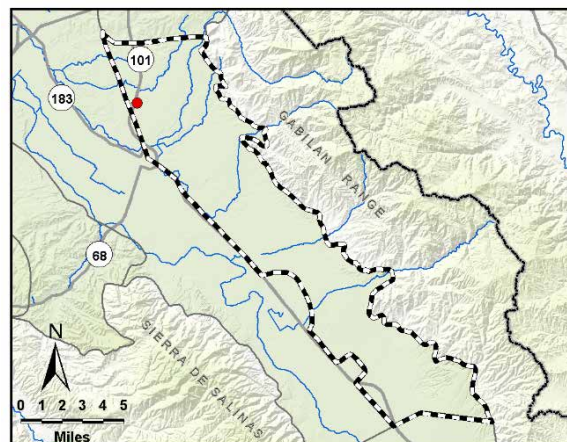 101
183
GABILAN RANGE
68
N
SIERRA DE SALINAS
0 1 2 3 4 5
Miles